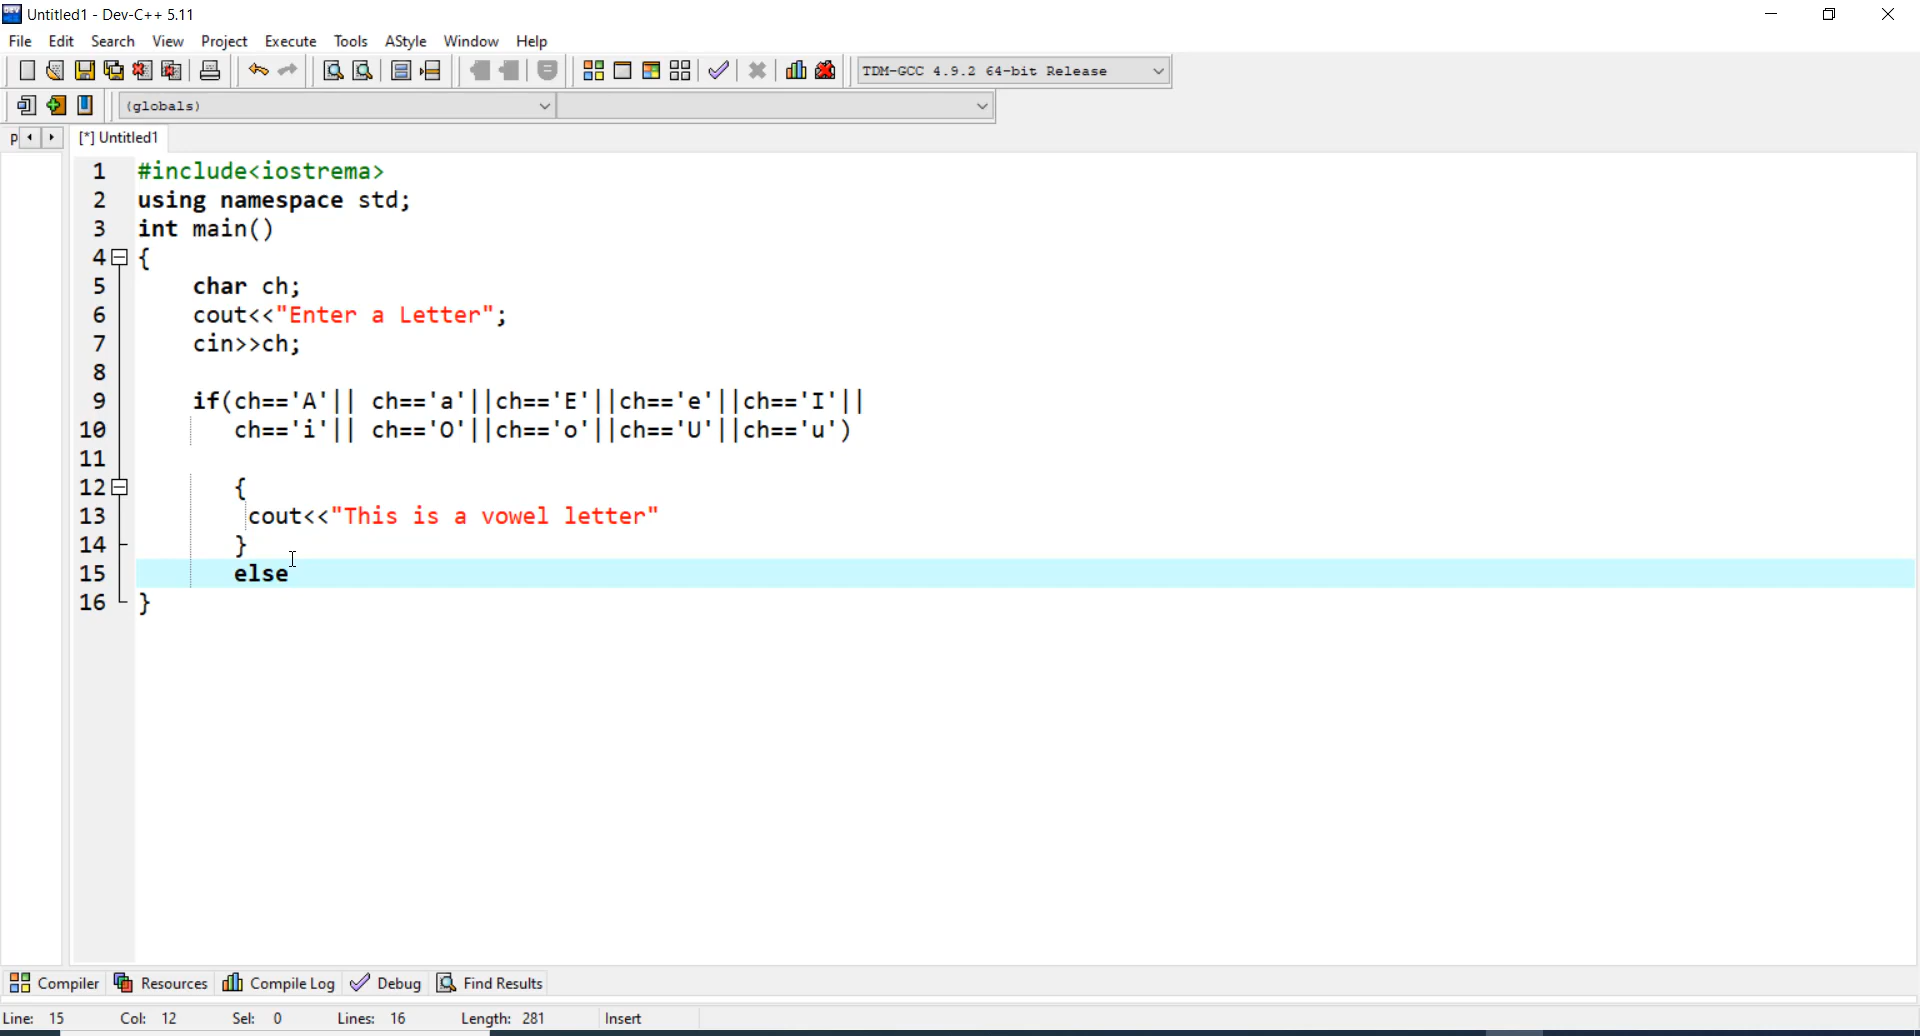 Untitled1 - Dev-C++ 5.11
File Edit Search View Project Execute Tools AStyle Window Help
TDM-GCC 4.9.2 64-bit Release
(globals)
P [*] Untitled1
1 #include<iostrema>
2 using namespace std;
3 int main()
4 {
5 char ch;
6 cout<<"Enter a Letter";
7 cin>>ch;
8
9 if(ch=='A'|| ch=='a'||ch=='E'||ch=='e'||ch=='I'||
10 ch=='i'|| ch=='O'||ch=='o'||ch=='U'||ch=='u')
11
12 {
13 cout<<"This is a vowel letter"
14 }
15 else
16 }
Compiler Resources Compile Log Debug Find Results
Line: 15 Col: 12 Sel: 0 Lines: 16 Length: 281 Insert